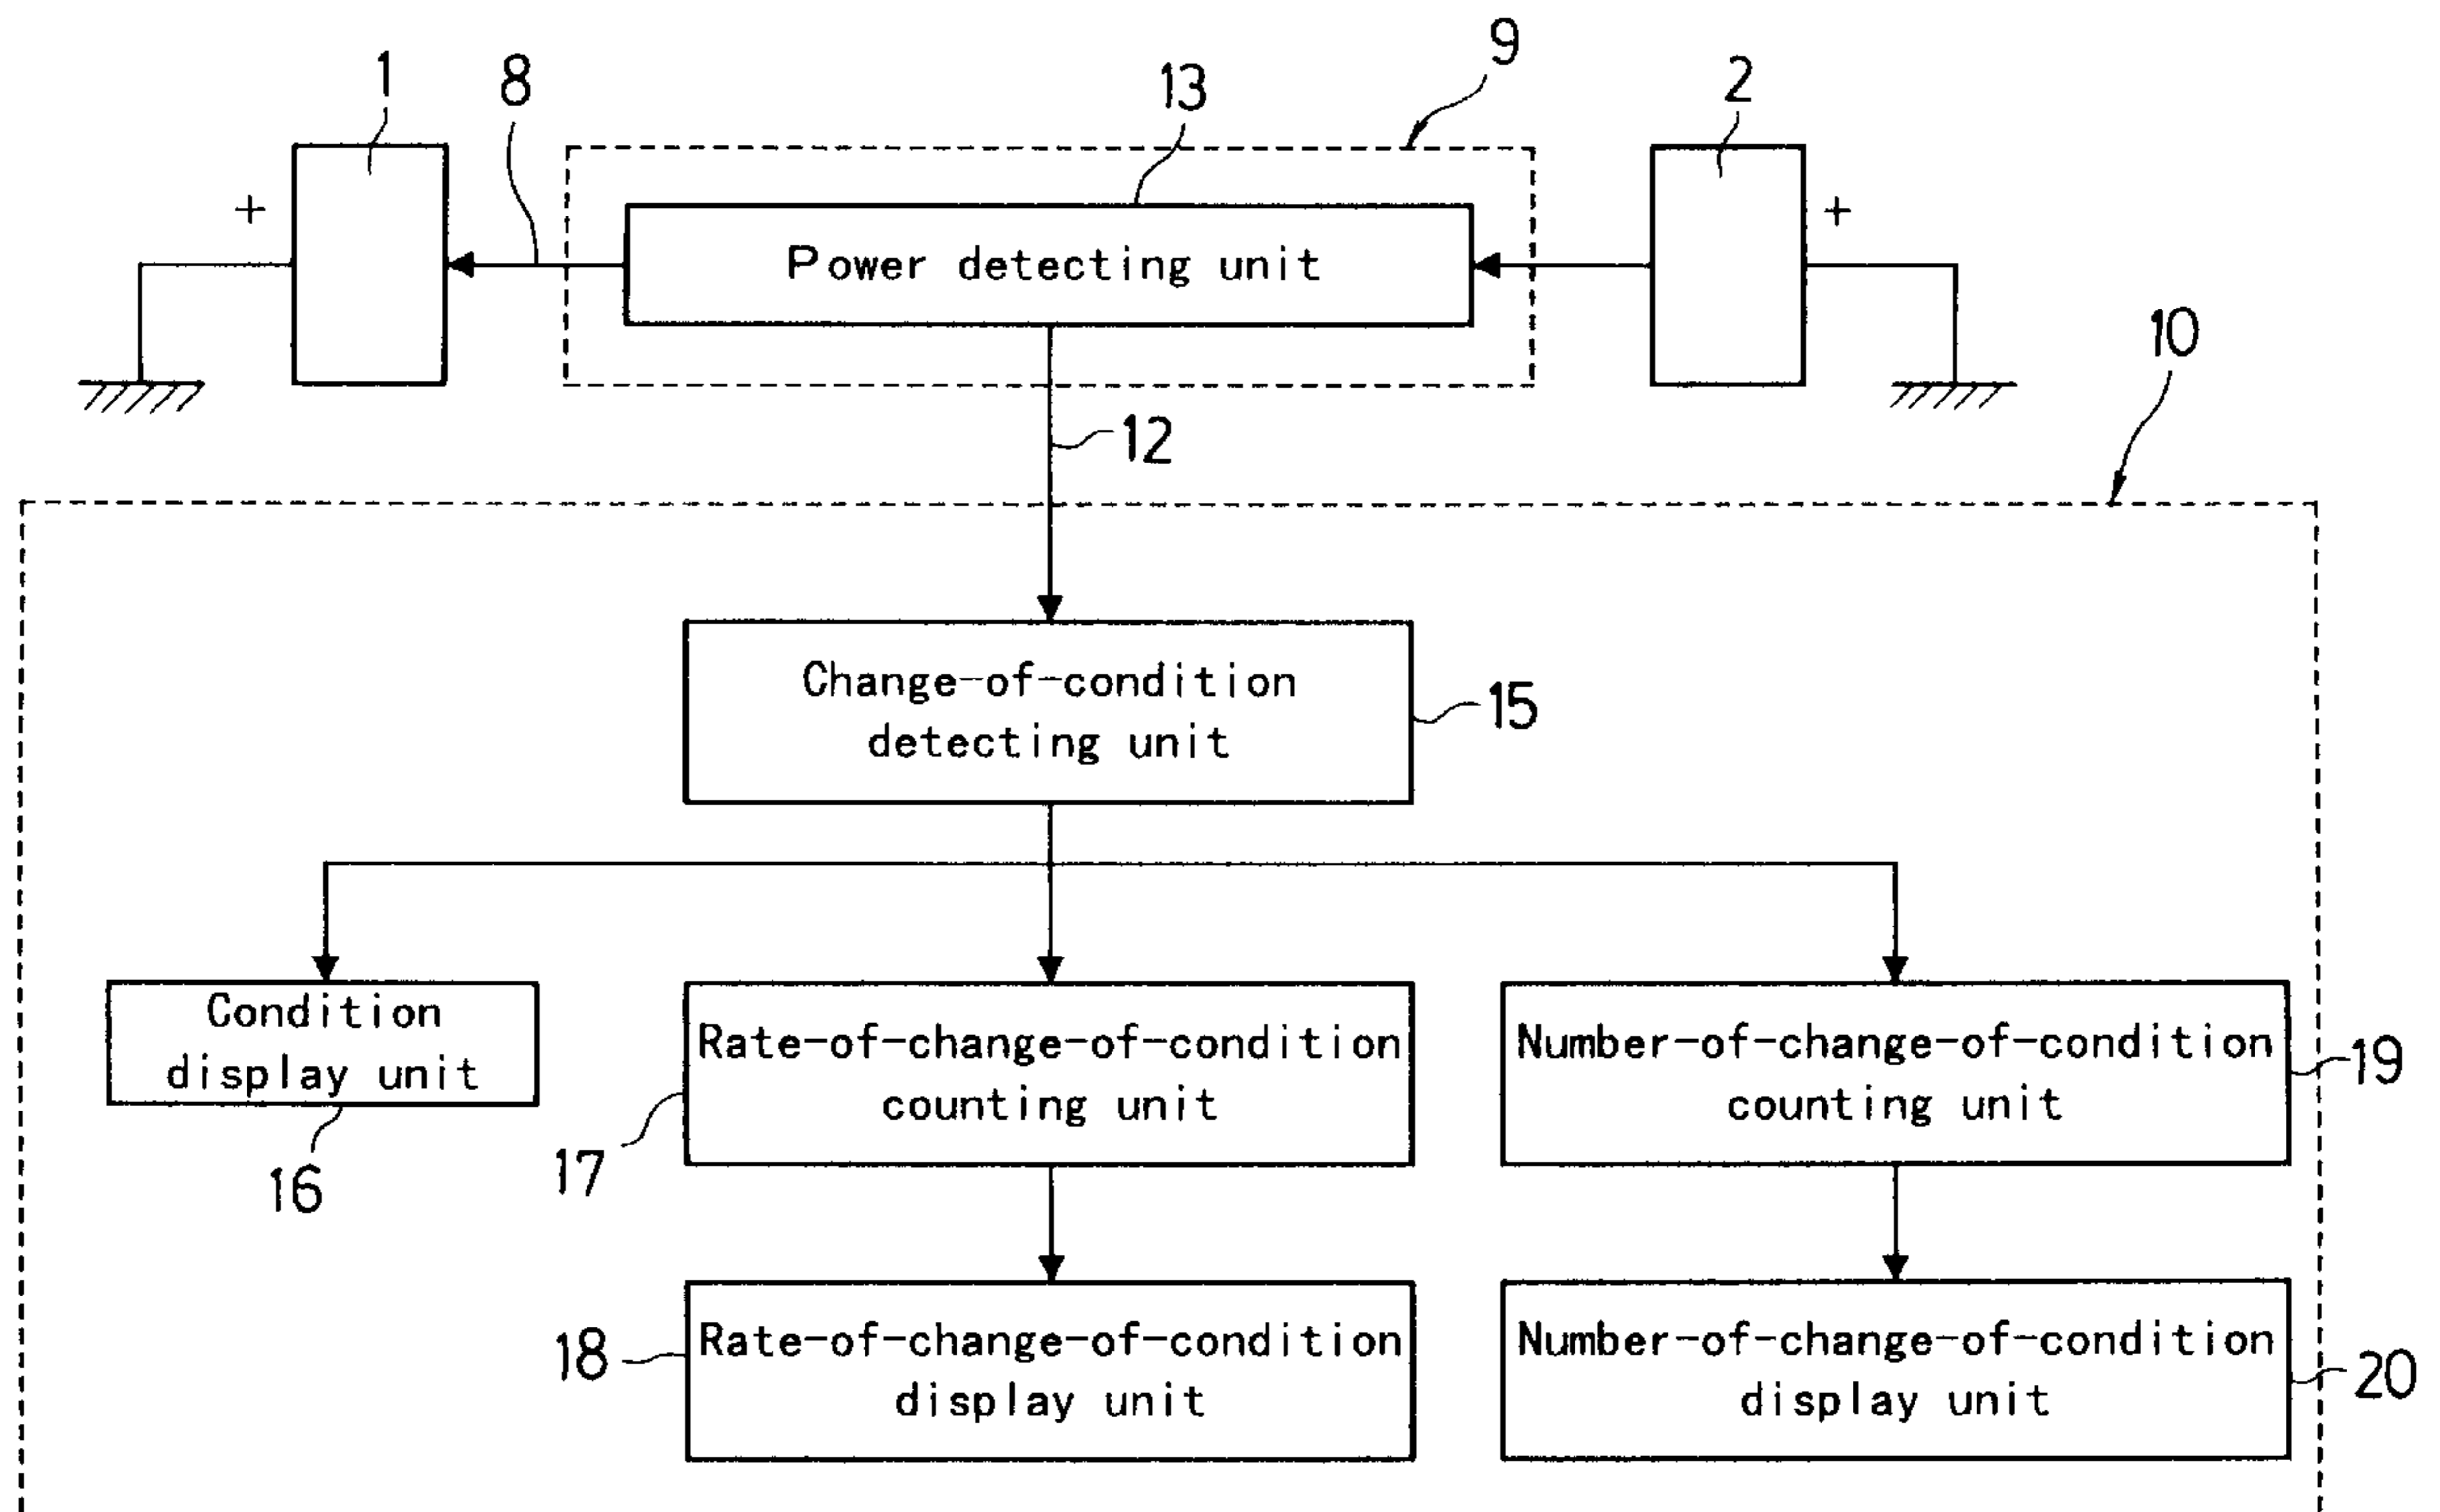 9
1
8
13
2
+
+
Power detecting unit
10
12
Change-of-condition
detecting unit
15
Condition
display unit
16
Rate-of-change-of-condition
counting unit
17
Number-of-change-of-condition
counting unit
19
18
Rate-of-change-of-condition
display unit
Number-of-change-of-condition
display unit
20